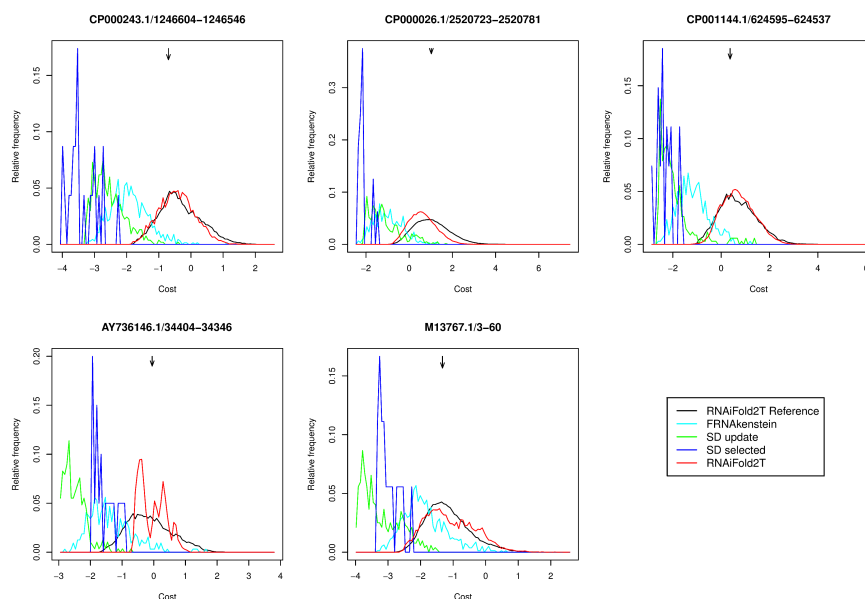 CP000243.1/1246604−1246546
CP000026.1/2520723−2520781
CP001144.1/624595−624537
Relative frequency
0.00 0.05 0.10 0.15
−4 −3 −2 −1 0 1 2
Cost
Relative frequency
0.0 0.1 0.2 0.3
−2 0 2 4 6
Cost
Relative frequency
0.00 0.05 0.10 0.15
−2 0 2 4 6
Cost
AY736146.1/34404−34346
M13767.1/3−60
Relative frequency
0.00 0.05 0.10 0.15 0.20
−3 −2 −1 0 1 2 3 4
Cost
Relative frequency
0.00 0.05 0.10 0.15
−4 −3 −2 −1 0 1 2
Cost
RNAiFold2T Reference
FRNAkenstein
SD update
SD selected
RNAiFold2T